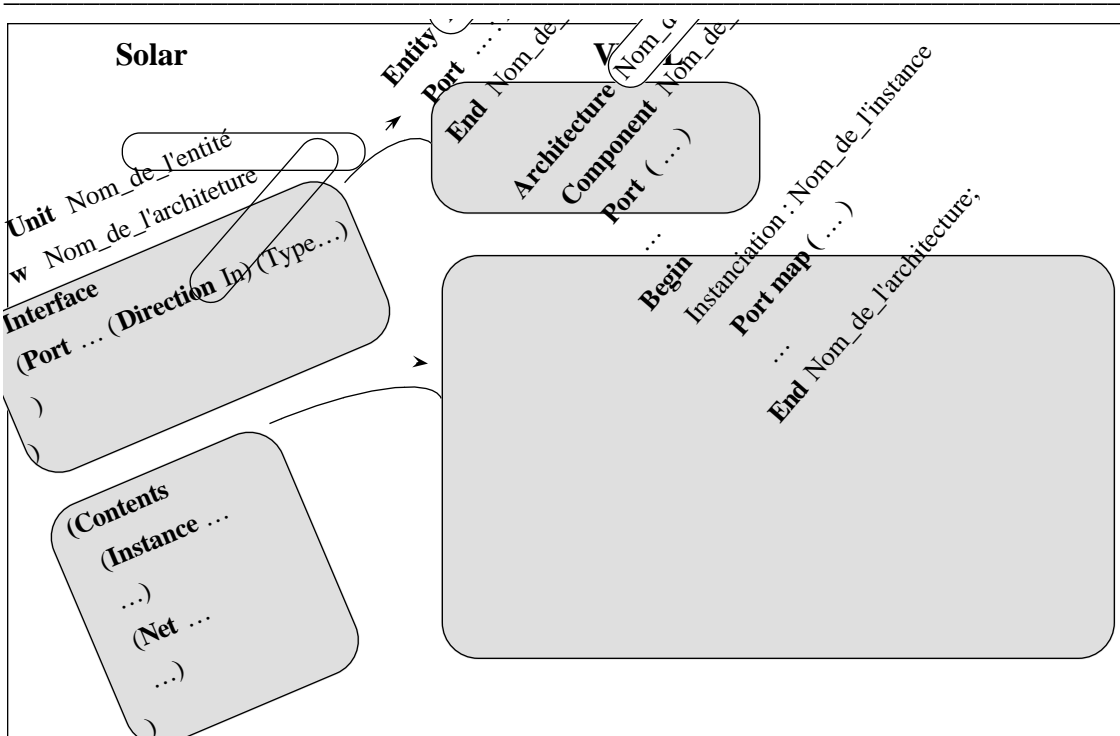 Solar
Unit Nom_de_l'entité
w Nom_de_l'architeture
Interface
(Port … (Direction In) (Type…)
)
)
(Contents
(Instance …
…)
(Net …
…)
)
Entity
Port
End Nom_de_
Architecture
Component Nom_de_
Port ( … )
…
Begin
Instanciation : Nom_de_l'instance
Port map ( … )
…
End Nom_de_l'architecture;